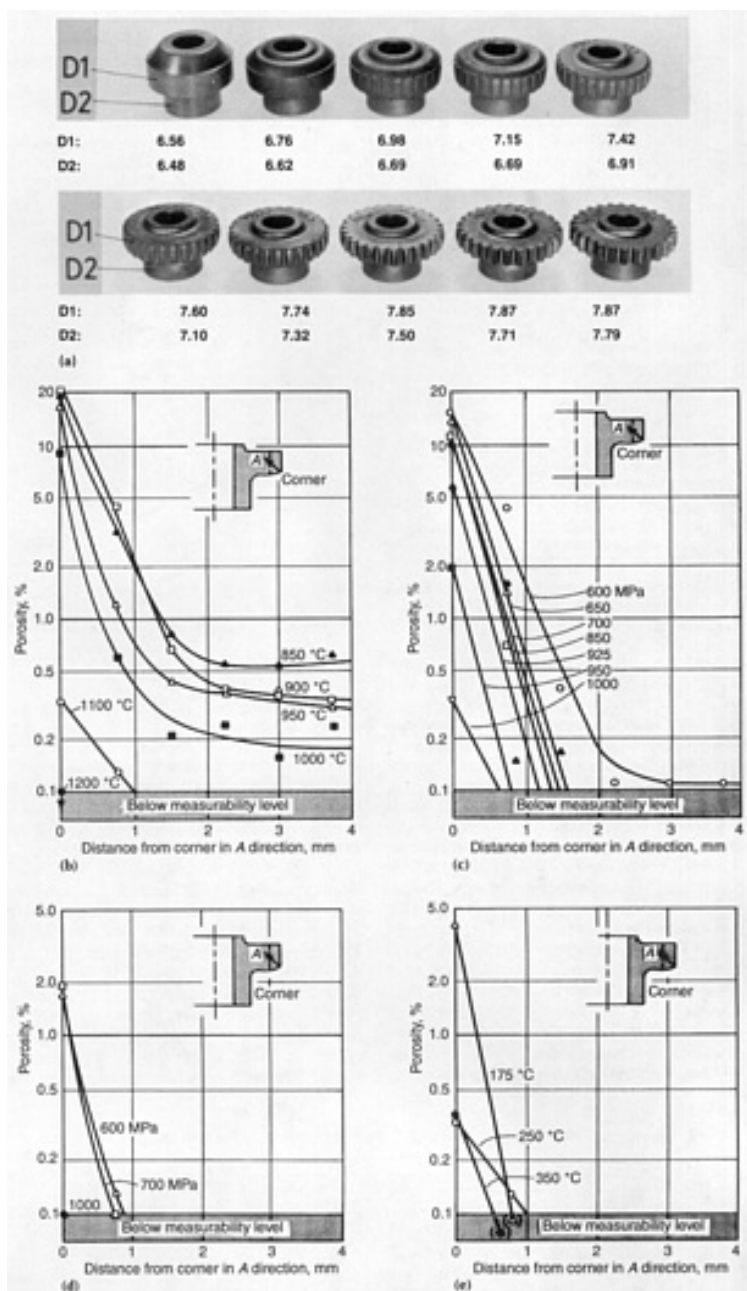 D1
D2
D1: 6.56 6.76 6.98 7.15 7.42
D2: 6.48 6.62 6.69 6.69 6.91
D1
D2
D1: 7.60 7.74 7.85 7.87 7.87
D2: 7.10 7.32 7.50 7.71 7.79
(a)
20
10
5.0
2.0
1.0
0.5
0.2
0.1
Porosity, %
A
Corner
850 °C
900 °C
950 °C
1000 °C
1100 °C
1200 °C
Below measurability level
0 1 2 3 4
Distance from corner in A direction, mm
(b)
20
10
5.0
2.0
1.0
0.5
0.2
0.1
Porosity, %
A
Corner
600 MPa
650
700
850
925
950
1000
Below measurability level
0 1 2 3 4
Distance from corner in A direction, mm
(c)
5.0
2.0
1.0
0.5
0.2
0.1
Porosity, %
A
Corner
600 MPa
700 MPa
1000
Below measurability level
0 1 2 3 4
Distance from corner in A direction, mm
(d)
5.0
2.0
1.0
0.5
0.2
0.1
Porosity, %
A
Corner
175 °C
250 °C
350 °C
Below measurability level
0 1 2 3 4
Distance from corner in A direction, mm
(e)